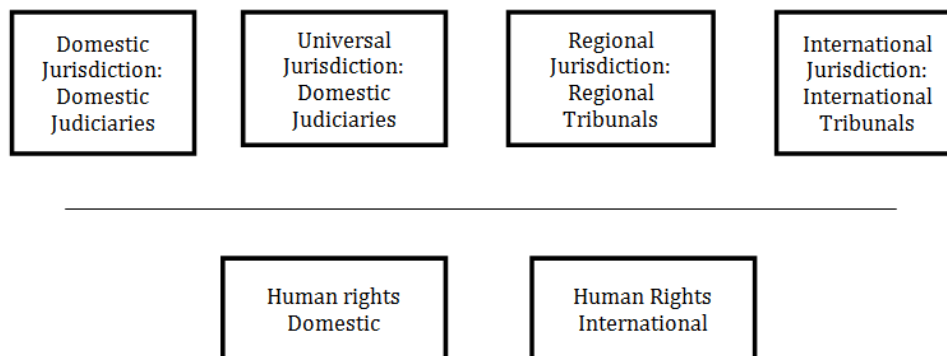 Domestic
Jurisdiction:
Domestic
Judiciaries
Universal
Jurisdiction:
Domestic
Judiciaries
Regional
Jurisdiction:
Regional
Tribunals
International
Jurisdiction:
International
Tribunals
Human rights
Domestic
Human Rights
International